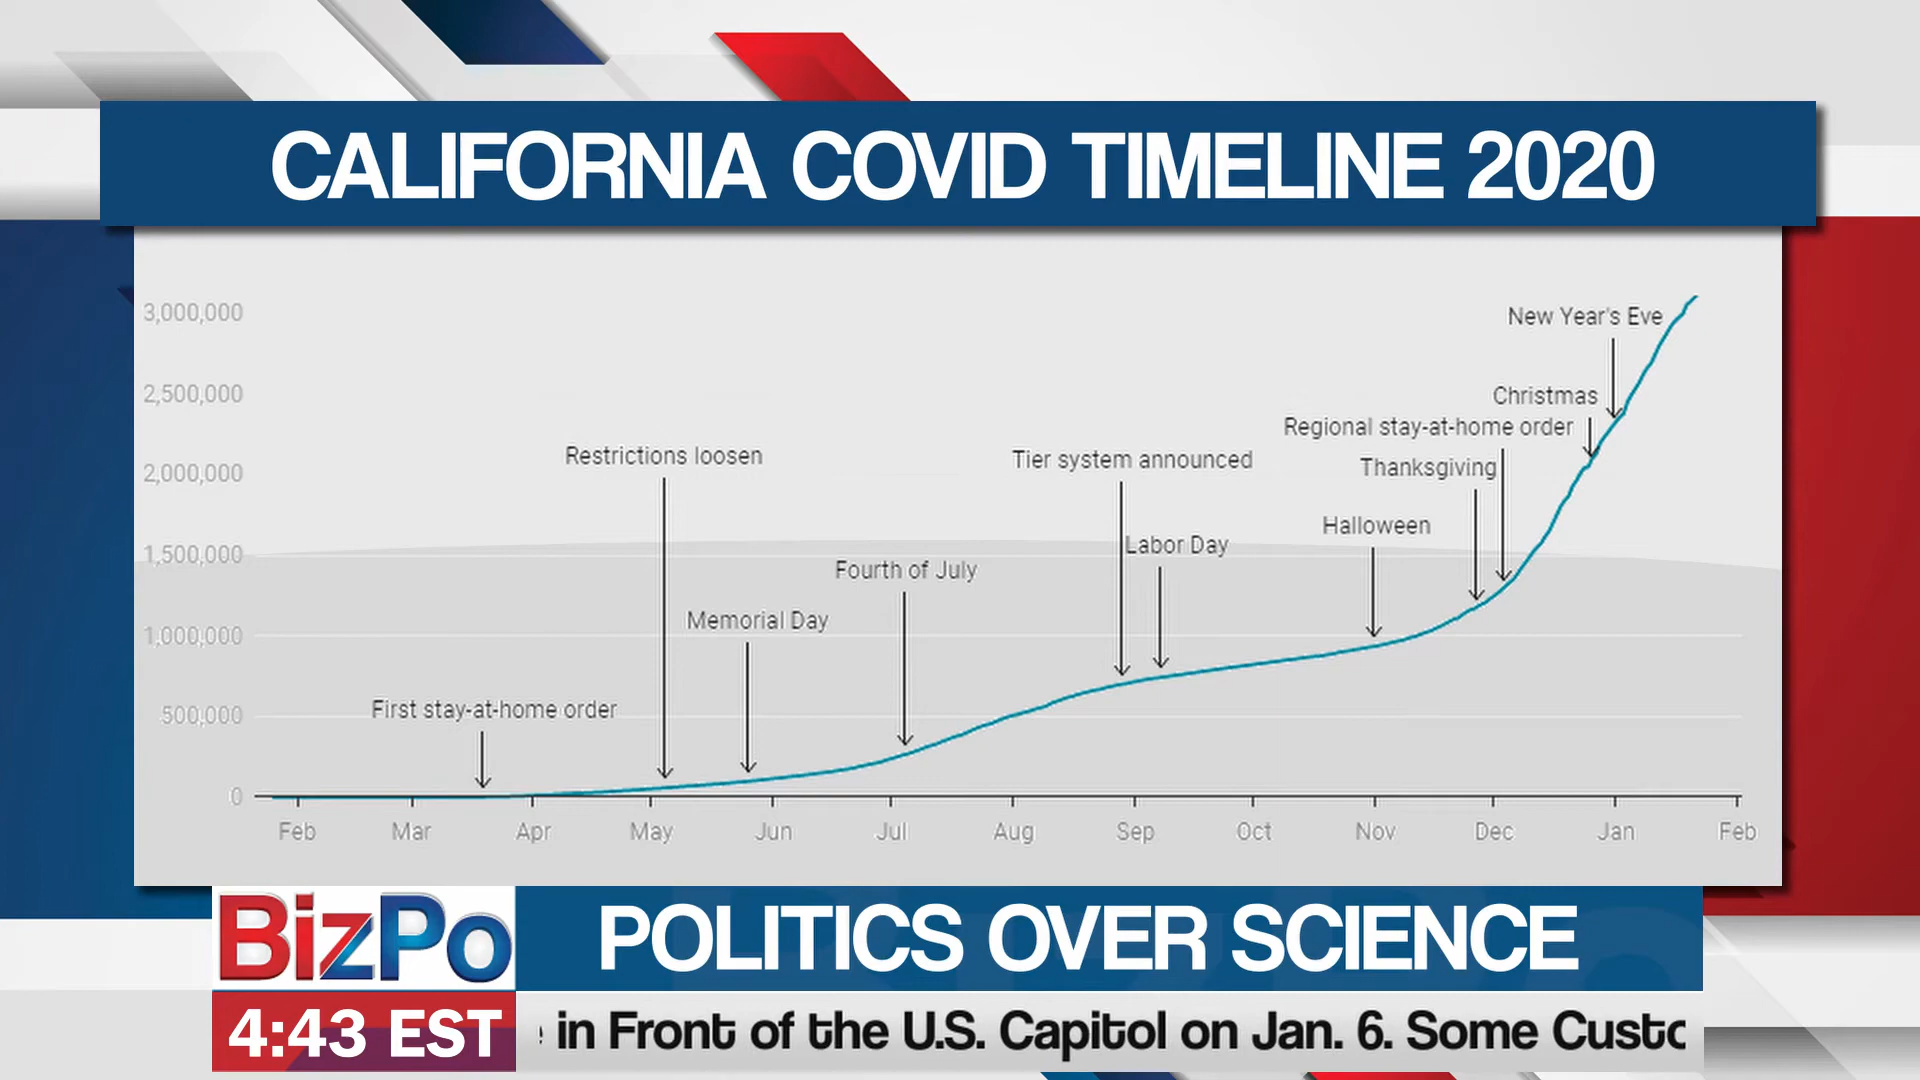 CALIFORNIA COVID TIMELINE 2020
3,000,000
2,500,000
2,000,000
1,500,000
1,000,000
500,000
0
New Year's Eve
Christmas
Regional stay-at-home order
Thanksgiving
Halloween
Restrictions loosen
Tier system announced
Labor Day
Fourth of July
Memorial Day
First stay-at-home order
Feb Mar Apr May Jun Jul Aug Sep Oct Nov Dec Jan Feb
BizPo
POLITICS OVER SCIENCE
4:43 EST
in Front of the U.S. Capitol on Jan. 6. Some